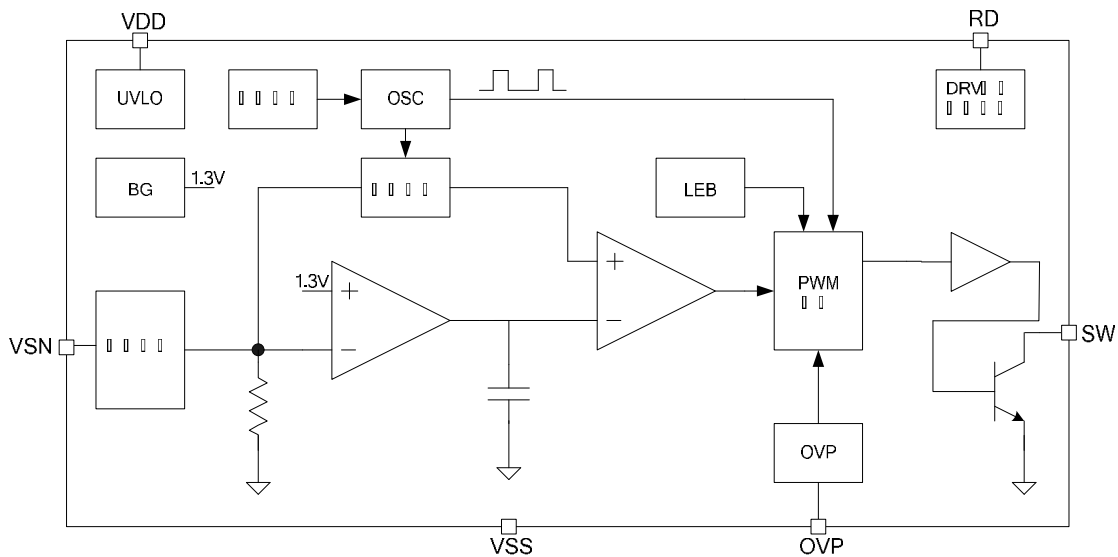 VDD
RD
UVLO
OSC
DRV
BG
1.3V
LEB
1.3V
+
+
−
−
PWM
VSN
SW
OVP
VSS
OVP